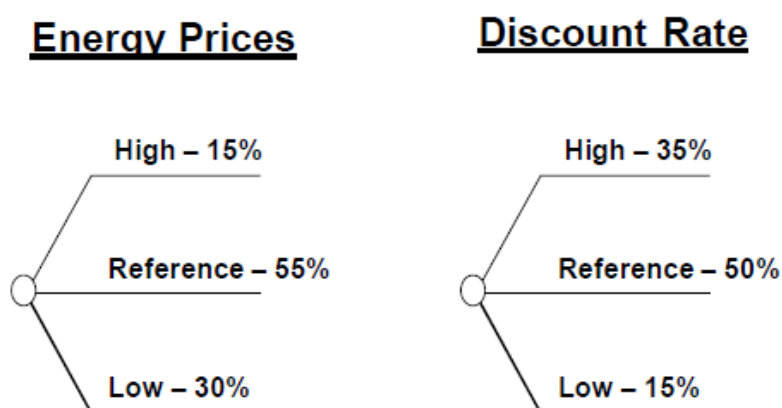 Energy Prices
Discount Rate
High – 15%
High – 35%
Reference – 55%
Reference – 50%
Low – 30%
Low – 15%